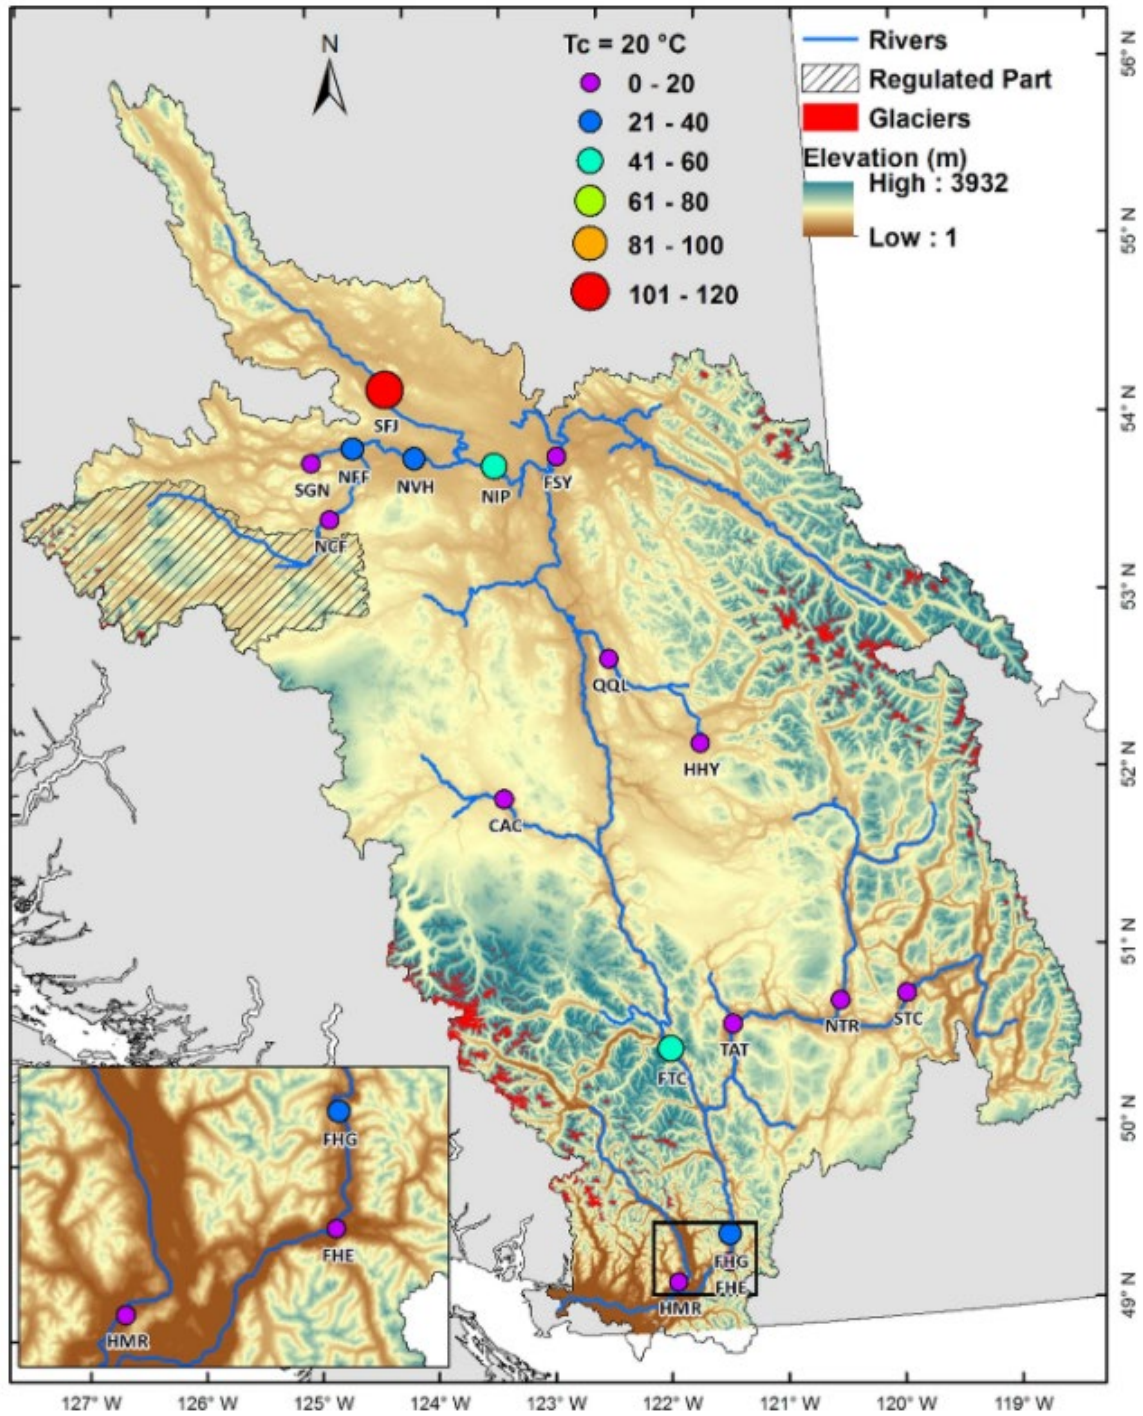 N
Tc = 20 °C
0 - 20
21 - 40
41 - 60
61 - 80
81 - 100
101 - 120
Rivers
Regulated Part
Glaciers
Elevation (m)
High : 3932
Low : 1
56° N
55° N
54° N
53° N
52° N
51° N
50° N
49° N
SFJ
SGN
NFF
NVH
NIP
FSY
NCF
QQL
HHY
CAC
NTR
STC
TAT
FTC
FHG
FHE
HMR
FHG
FHE
HMR
127° W
126° W
125° W
124° W
123° W
122° W
121° W
120° W
119° W